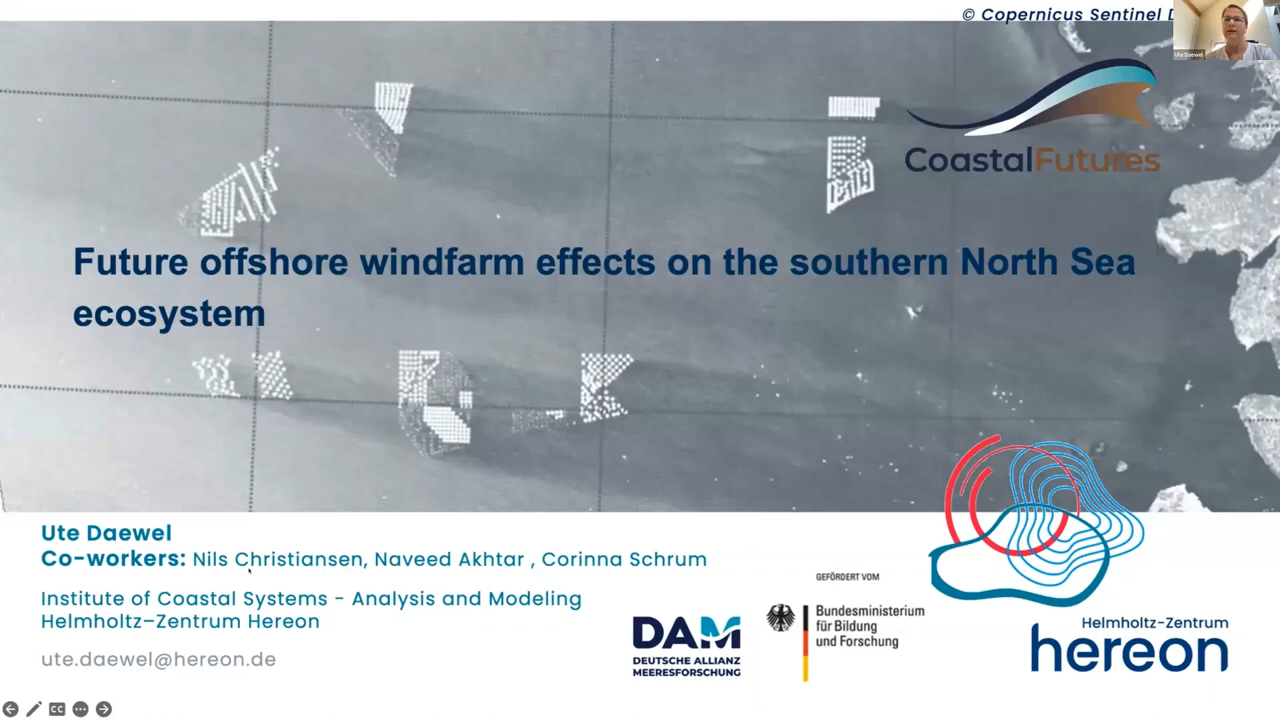 © Copernicus Sentinel D
Ute Daewel
CoastalFutures
Future offshore windfarm effects on the southern North Sea
ecosystem
Ute Daewel
Co-workers: Nils Christiansen, Naveed Akhtar , Corinna Schrum
Institute of Coastal Systems - Analysis and Modeling
Helmholtz–Zentrum Hereon
ute.daewel@hereon.de
DAM
DEUTSCHE ALLIANZ
MEERESFORSCHUNG
GEFÖRDERT VOM
Bundesministerium
für Bildung
und Forschung
Helmholtz-Zentrum
hereon
CC